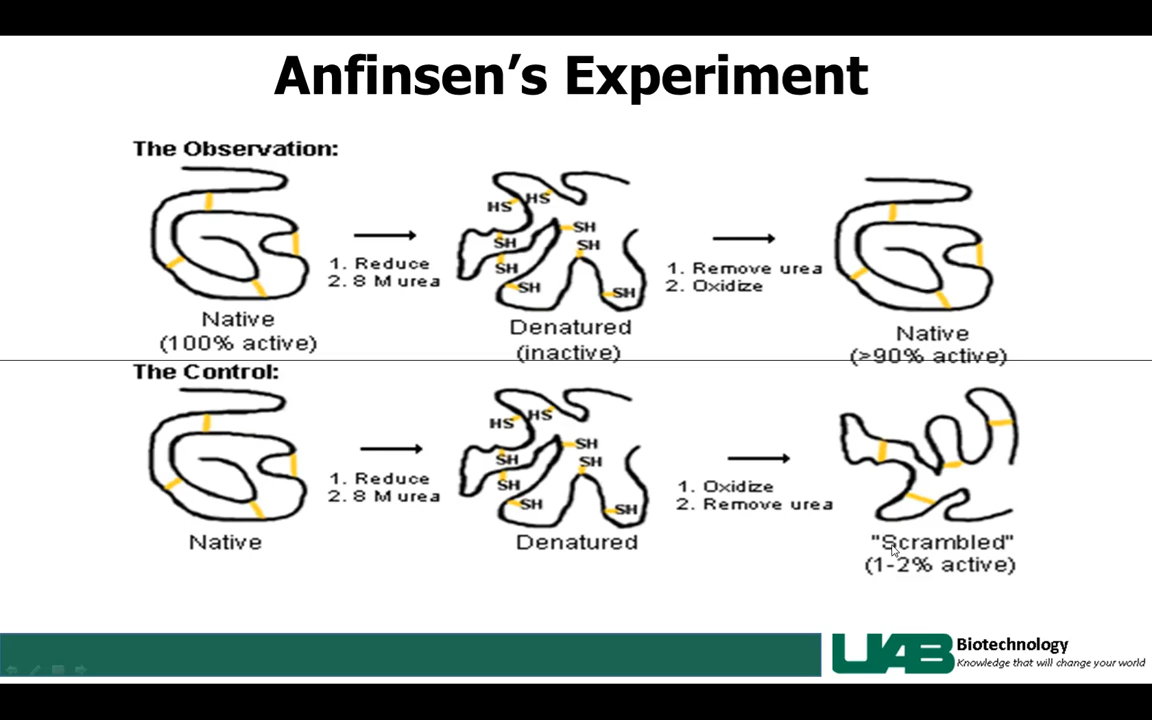 Anfinsen's Experiment
The Observation:
HS HS
SH
SH
SH
SH
SH
SH
1. Reduce
2. 8 M urea
1. Remove urea
2. Oxidize
Native
(100% active)
Denatured
(inactive)
Native
(>90% active)
The Control:
HS HS
SH
SH
SH
SH
SH
SH
1. Reduce
2. 8 M urea
1. Oxidize
2. Remove urea
Native
Denatured
"Scrambled"
(1-2% active)
UAB Biotechnology
Knowledge that will change your world